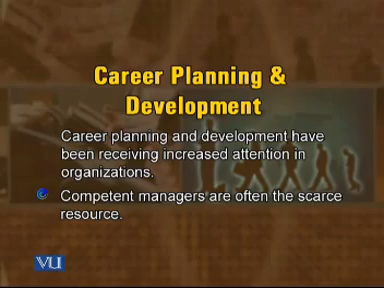 Career Planning &
Development
Career planning and development have
been receiving increased attention in
organizations.
Competent managers are often the scarce
resource.
VU